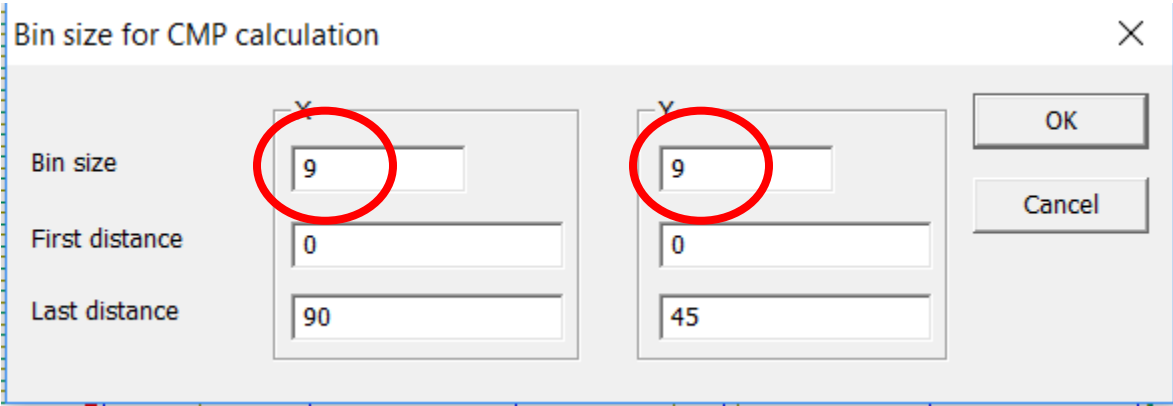 Bin size for CMP calculation
X Y
OK
Bin size 9 9
Cancel
First distance 0 0
Last distance 90 45